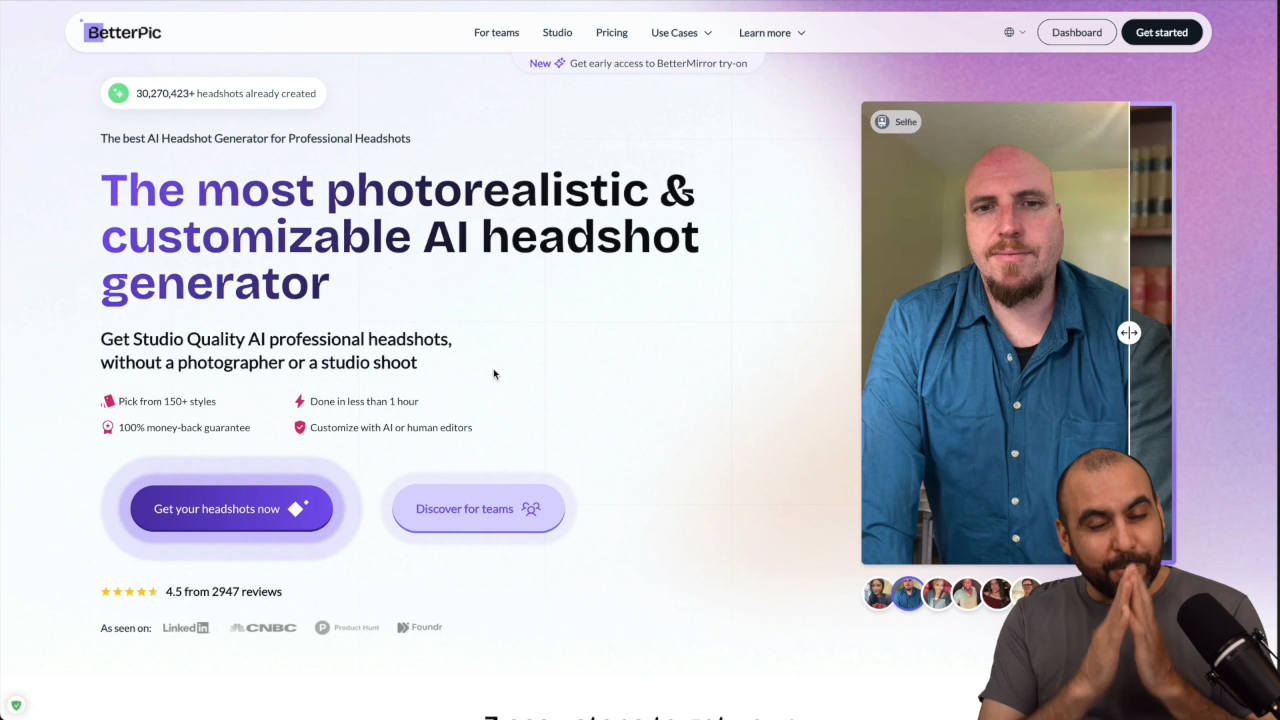 BetterPic
For teams
Studio
Pricing
Use Cases
Learn more
Dashboard
Get started
New Get early access to BetterMirror try-on
30,270,423+ headshots already created
The best AI Headshot Generator for Professional Headshots
The most photorealistic &
customizable AI headshot
generator
Get Studio Quality AI professional headshots,
without a photographer or a studio shoot
Pick from 150+ styles
Done in less than 1 hour
100% money-back guarantee
Customize with AI or human editors
Get your headshots now
Discover for teams
4.5 from 2947 reviews
As seen on:
LinkedIn
CNBC
Product Hunt
Foundr
Selfie